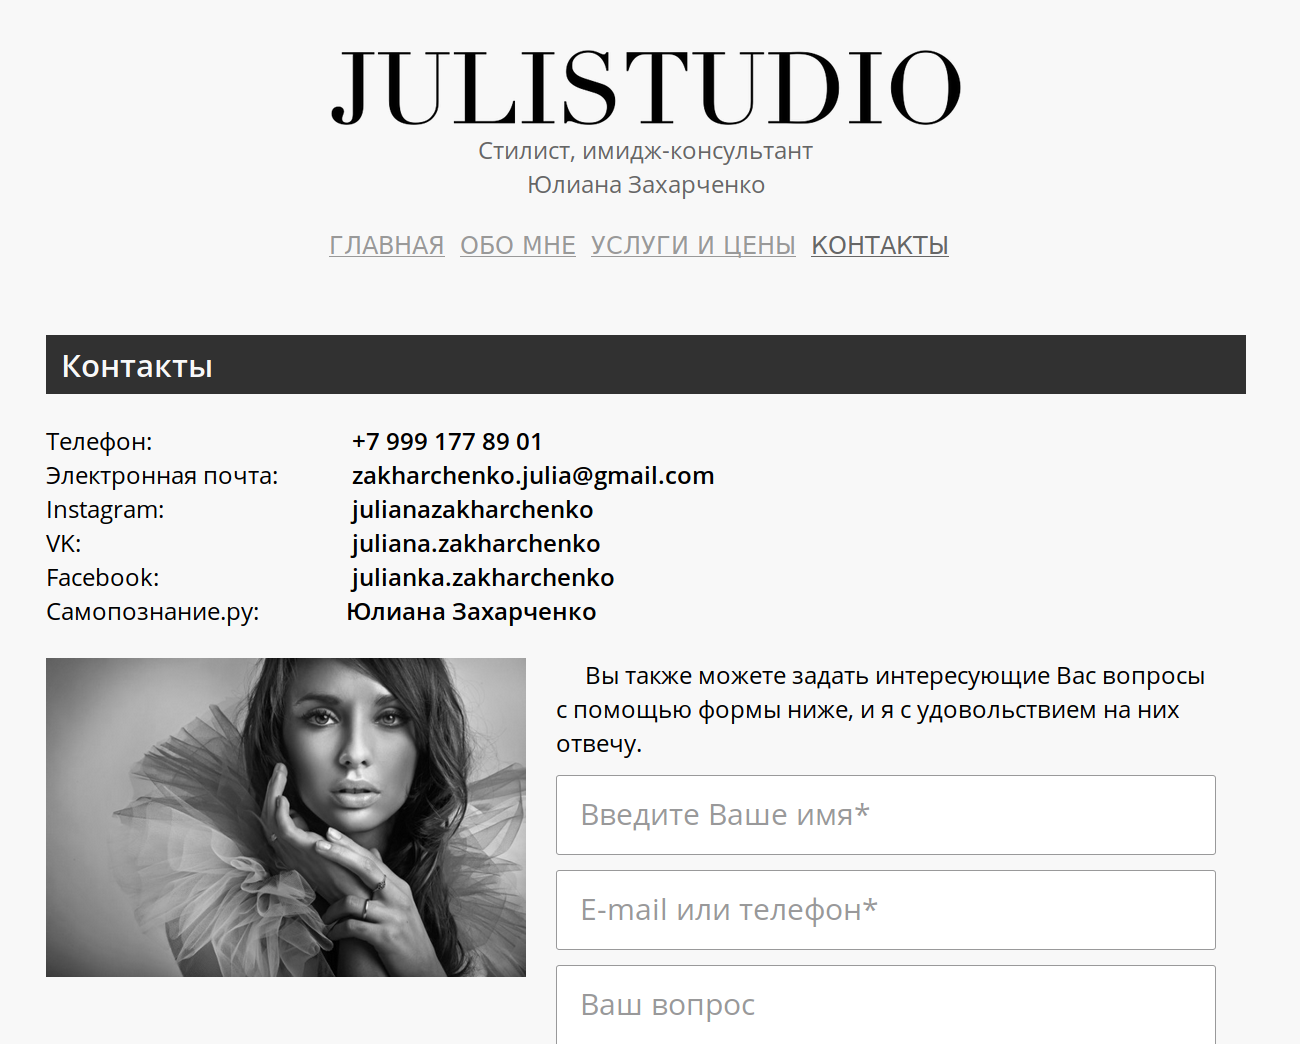 JULISTUDIO
Стилист, имидж-консультант
Юлиана Захарченко
ГЛАВНАЯ ОБО МНЕ УСЛУГИ И ЦЕНЫ КОНТАКТЫ
Контакты
Телефон: +7 999 177 89 01
Электронная почта: zakharchenko.julia@gmail.com
Instagram: julianazakharchenko
VK: juliana.zakharchenko
Facebook: julianka.zakharchenko
Самопознание.ру: Юлиана Захарченко
Вы также можете задать интересующие Вас вопросы
с помощью формы ниже, и я с удовольствием на них
отвечу.
Введите Ваше имя*
E-mail или телефон*
Ваш вопрос